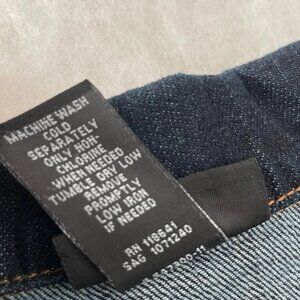 MACHINE WASH
COLD
SEPARATELY
ONLY NON-
CHLORINE
WHEN NEEDED
TUMBLE DRY LOW
REMOVE
PROMPTLY
LOW IRON
IF NEEDED
RN 118641
SAG 1071240